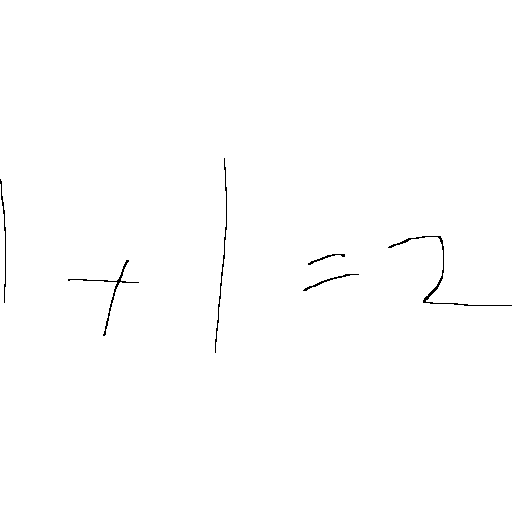 1 + 1 = 2